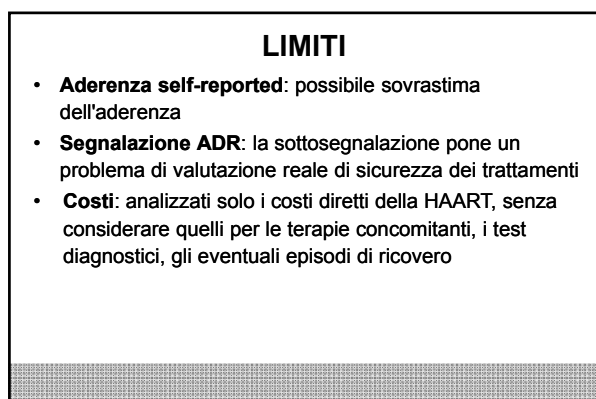 LIMITI
• Aderenza self-reported: possibile sovrastima
dell'aderenza
• Segnalazione ADR: la sottosegnalazione pone un
problema di valutazione reale di sicurezza dei trattamenti
• Costi: analizzati solo i costi diretti della HAART, senza
considerare quelli per le terapie concomitanti, i test
diagnostici, gli eventuali episodi di ricovero